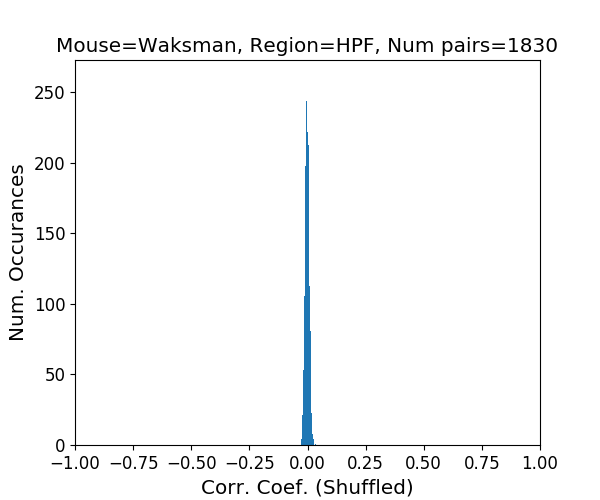 Mouse=Waksman, Region=HPF, Num pairs=1830
Num. Occurances
250
200
150
100
50
0
−1.00 −0.75 −0.50 −0.25 0.00 0.25 0.50 0.75 1.00
Corr. Coef. (Shuffled)